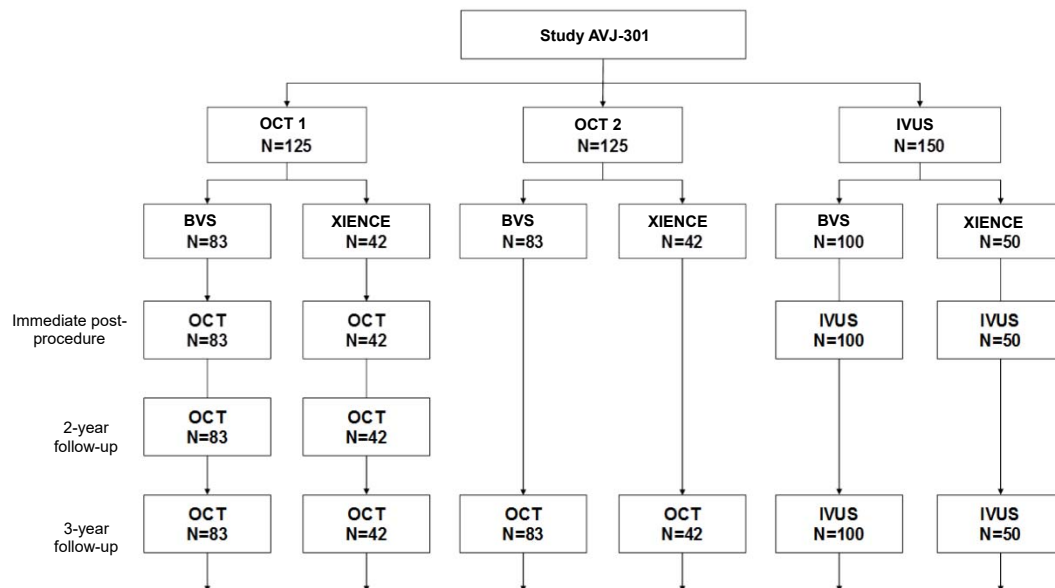 Study AVJ-301
OCT 1
N=125
OCT 2
N=125
IVUS
N=150
BVS
N=83
XIENCE
N=42
BVS
N=83
XIENCE
N=42
BVS
N=100
XIENCE
N=50
Immediate post-
procedure
OCT
N=83
OCT
N=42
IVUS
N=100
IVUS
N=50
2-year
follow-up
OCT
N=83
OCT
N=42
3-year
follow-up
OCT
N=83
OCT
N=42
OCT
N=83
OCT
N=42
IVUS
N=100
IVUS
N=50